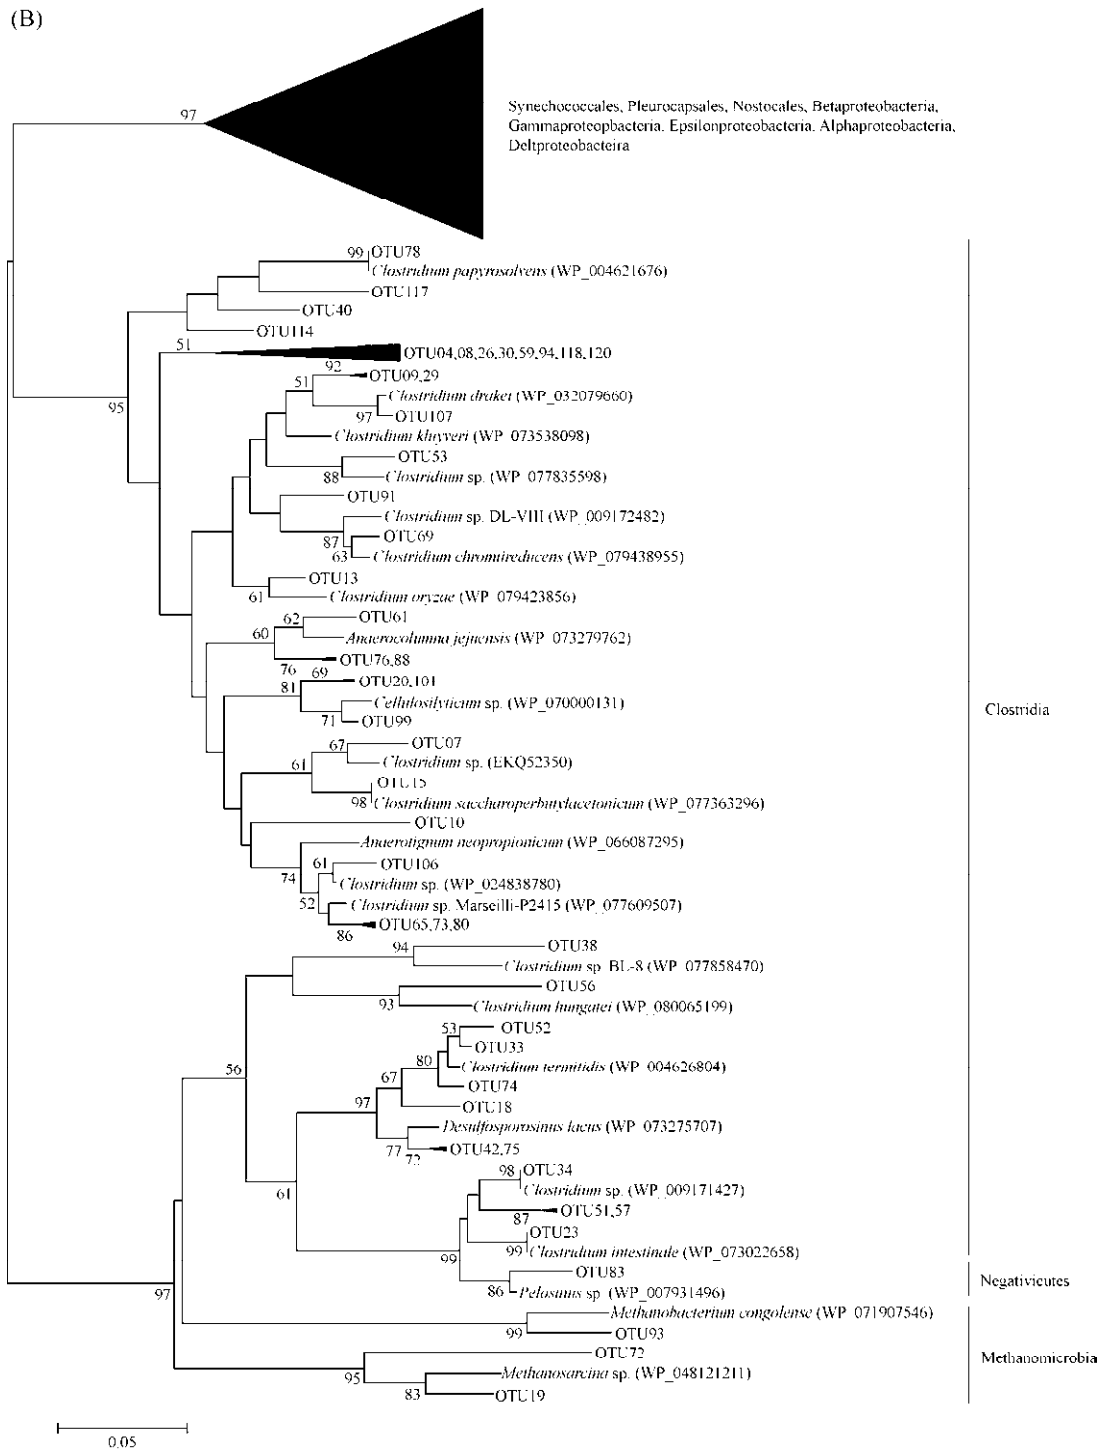 (B)
97
Synechococcales, Pleurocapsales, Nostocales, Betaproteobacteria,
Gammaproteopbacteria, Epsilonproteobacteria, Alphaproteobacteria,
Deltproteobacteira
99
OTU78
Clostridium papyrosolvens (WP_004621676)
OTU117
OTU40
OTU114
51
OTU04,08,26,30,59,94,118,120
95
92
51
OTU09,29
Clostridium drakei (WP_032079660)
97
OTU107
Clostridium kluyveri (WP_073538098)
OTU53
88
Clostridium sp. (WP_077835598)
OTU91
Clostridium sp. DL-VIII (WP_009172482)
87
OTU69
63
Clostridium chromiireducens (WP_079438955)
OTU13
61
Clostridium oryzae (WP_079423856)
62
OTU61
60
Anaerocolumna jejuensis (WP_073279762)
OTU76,88
76
69
81
OTU20,101
Cellulosilyticum sp. (WP_070000131)
71
OTU99
Clostridia
67
OTU07
61
Clostridium sp. (EKQ52350)
OTU15
98
Clostridium saccharoperbutylacetonicum (WP_077363296)
OTU10
Anaerotignum neopropionicum (WP_066087295)
61
OTU106
74
Clostridium sp. (WP_024838780)
52
Clostridium sp. Marseilli-P2415 (WP_077609507)
OTU65,73,80
86
94
OTU38
Clostridium sp. BL-8 (WP_077858470)
OTU56
93
Clostridium hungatei (WP_080065199)
53
OTU52
OTU33
80
Clostridium termitidis (WP_004626804)
56
67
OTU74
97
OTU18
Desulfosporosinus lacus (WP_073275707)
77
OTU42,75
72
98
OTU34
61
Clostridium sp. (WP_009171427)
OTU51,57
87
OTU23
99
99
Clostridium intestinale (WP_073022658)
OTU83
86
Pelosinus sp. (WP_007931496)
Negativicutes
97
Methanobacterium congolense (WP_071907546)
99
OTU93
OTU72
Methanomicrobia
95
Methanosarcina sp. (WP_048121211)
83
OTU19
0.05